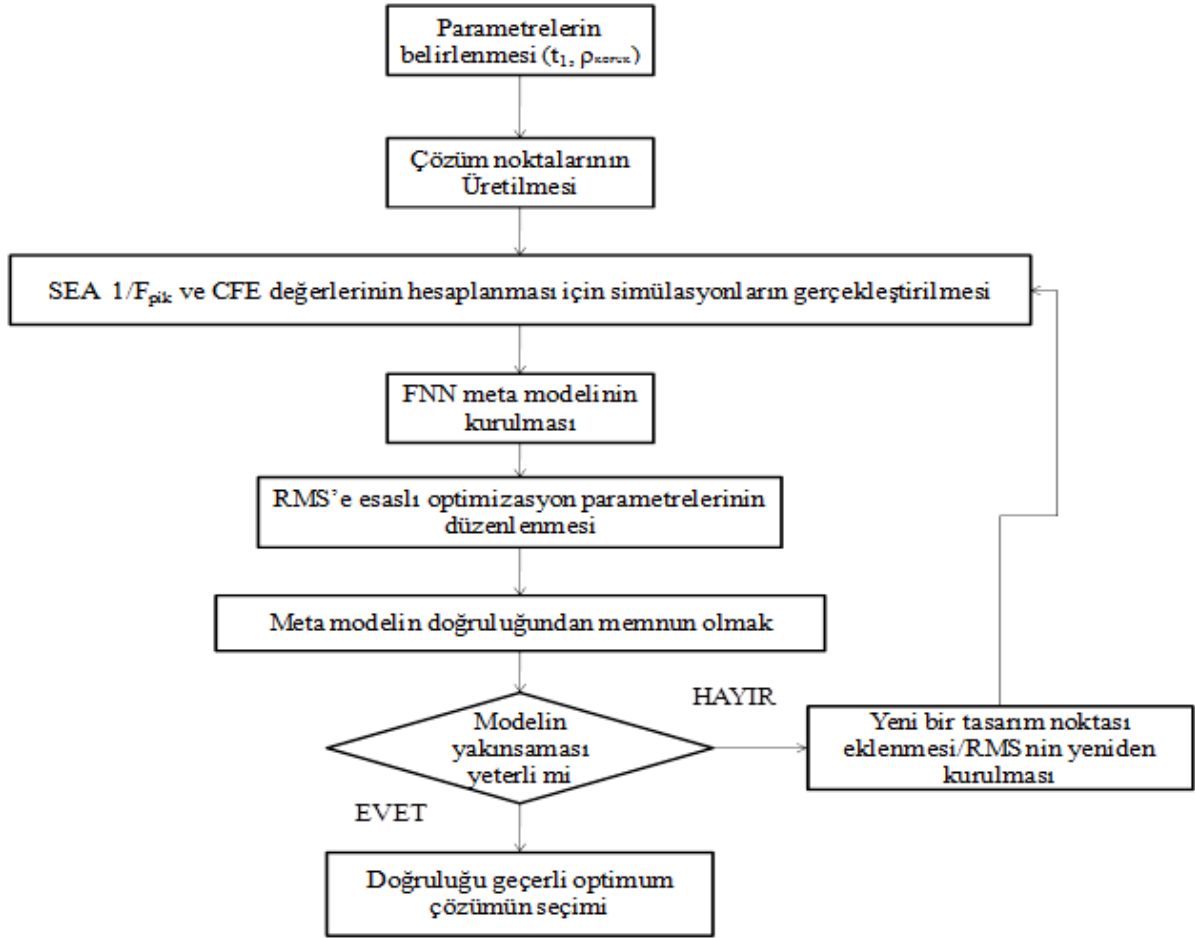 Parametrelerin
belirlenmesi (t₁, ρ
Çözüm noktalarının
Üretilmesi
SEA 1/Fpik ve CFE değerlerinin hesaplanması için simülasyonların gerçekleştirilmesi
FNN meta modelinin
kurulması
RMS’e esaslı optimizasyon parametrelerinin
düzenlenmesi
Meta modelin doğruluğundan memnun olmak
Modelin
yakınsaması
yeterli mi
HAYIR
Yeni bir tasarım noktası
eklenmesi/RMS nin yeniden
kurulması
EVET
Doğruluğu geçerli optimum
çözümün seçimi